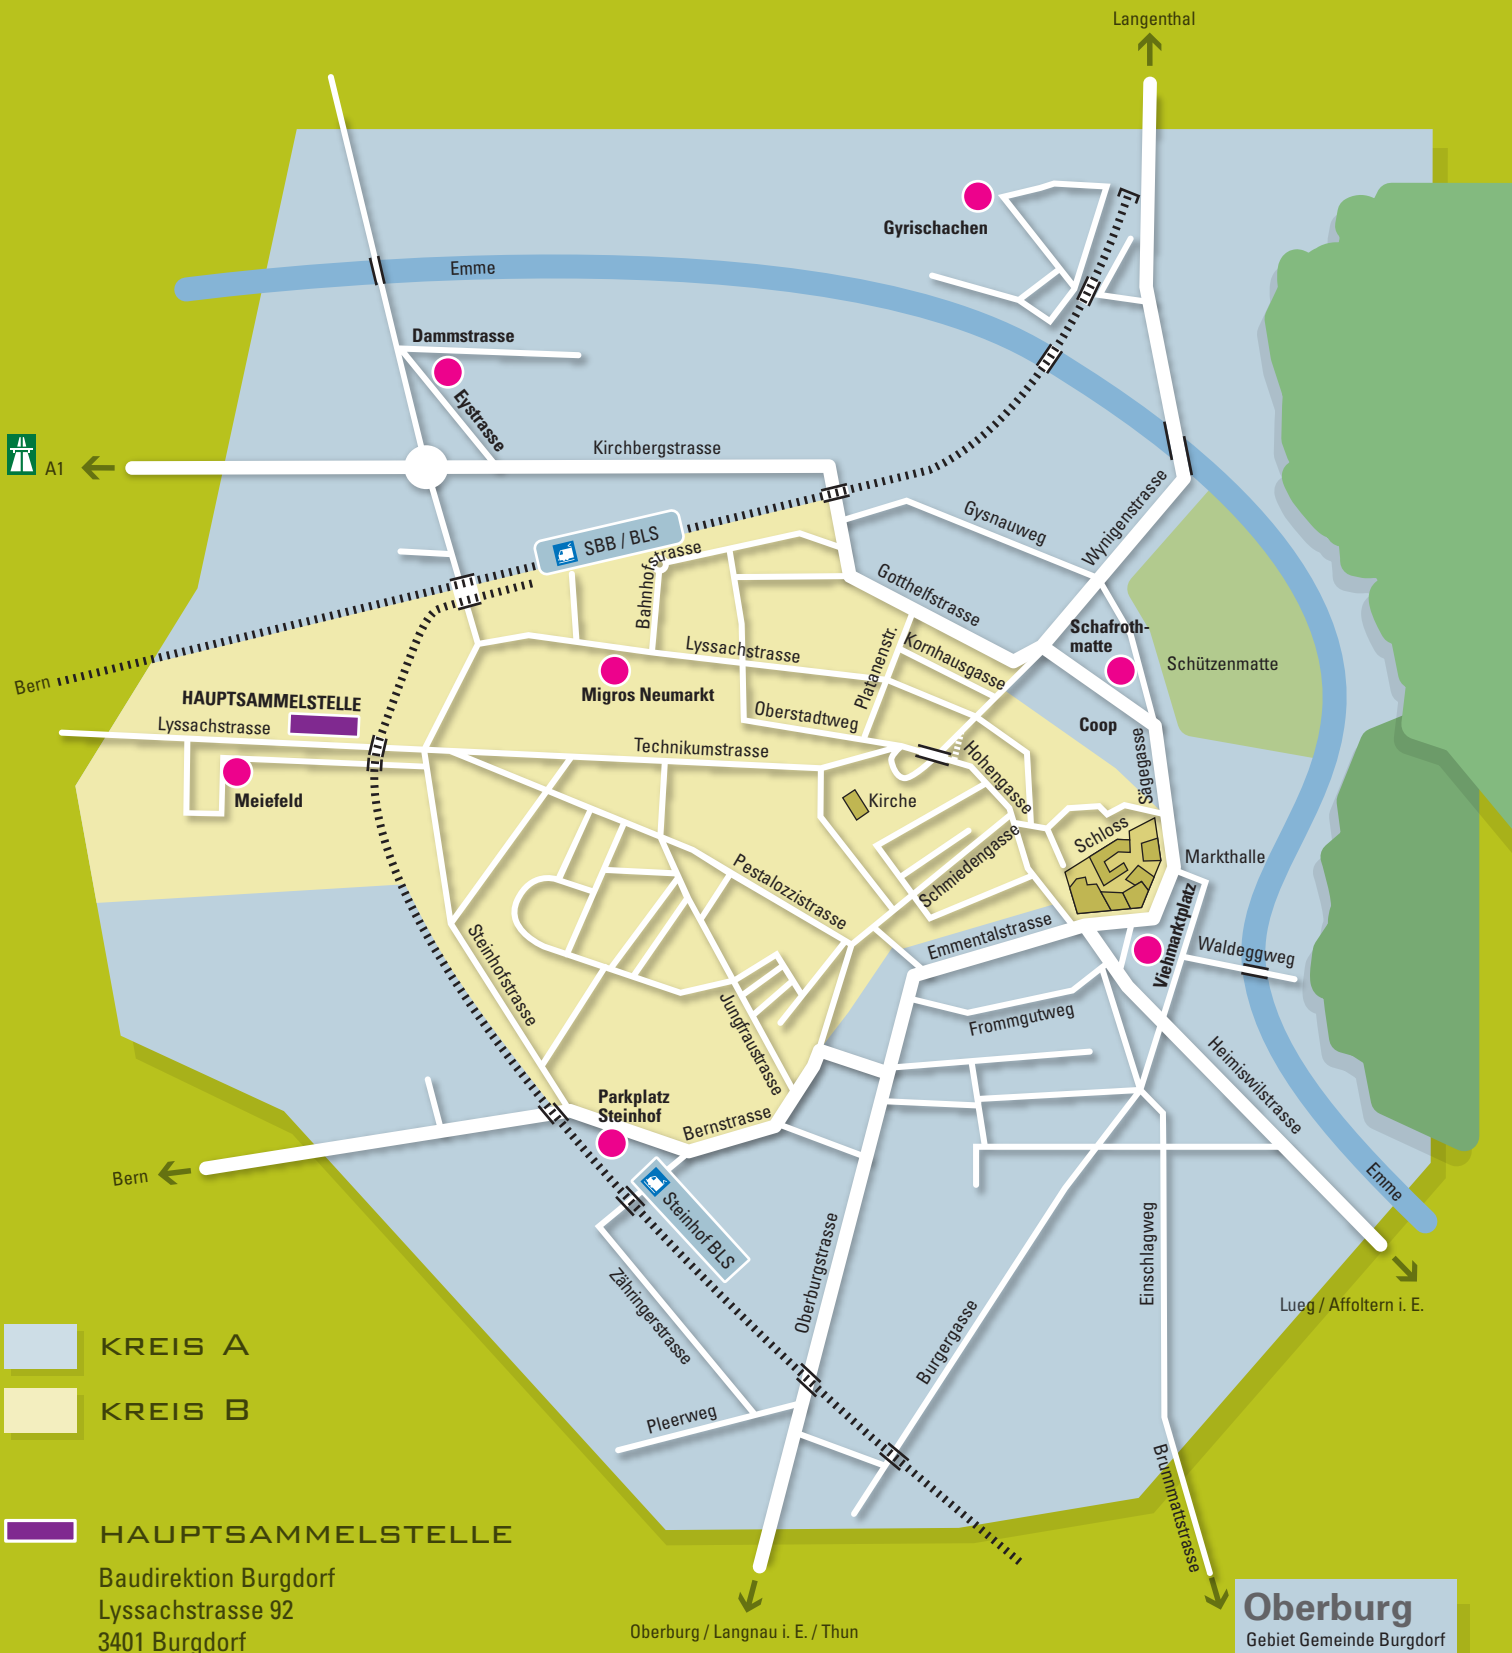 Langenthal
Gyrischachen
Emme
Dammstrasse
Eystrasse
Kirchbergstrasse
A1
Wynigenstrasse
Gysnauweg
SBB / BLS
Bahnhofstrasse
Gotthelfstrasse
Schafroth-
matte
Schützenmatte
Lyssachstrasse
Platanenstr.
Kornhausgasse
Bern
HAUPTSAMMELSTELLE
Migros Neumarkt
Lyssachstrasse
Oberstadtweg
Coop
Technikumstrasse
Hohengasse
Sägegasse
Meiefeld
Kirche
Schloss
Markthalle
Schmiedengasse
Pestalozzistrasse
Viehmarktplatz
Emmentalstrasse
Waldeggweg
Steinhofstrasse
Jungfraustrasse
Frommgutweg
Heimiswilstrasse
Parkplatz
Steinhof
Bernstrasse
Bern
Emme
Steinhof BLS
Einschlagweg
Oberburgstrasse
Zähringerstrasse
Lueg / Affoltern i. E.
Burgergasse
KREIS A
KREIS B
Pleerweg
Brunnmattstrasse
HAUPTSAMMELSTELLE
Baudirektion Burgdorf
Lyssachstrasse 92
3401 Burgdorf
Oberburg / Langnau i. E. / Thun
Oberburg
Gebiet Gemeinde Burgdorf